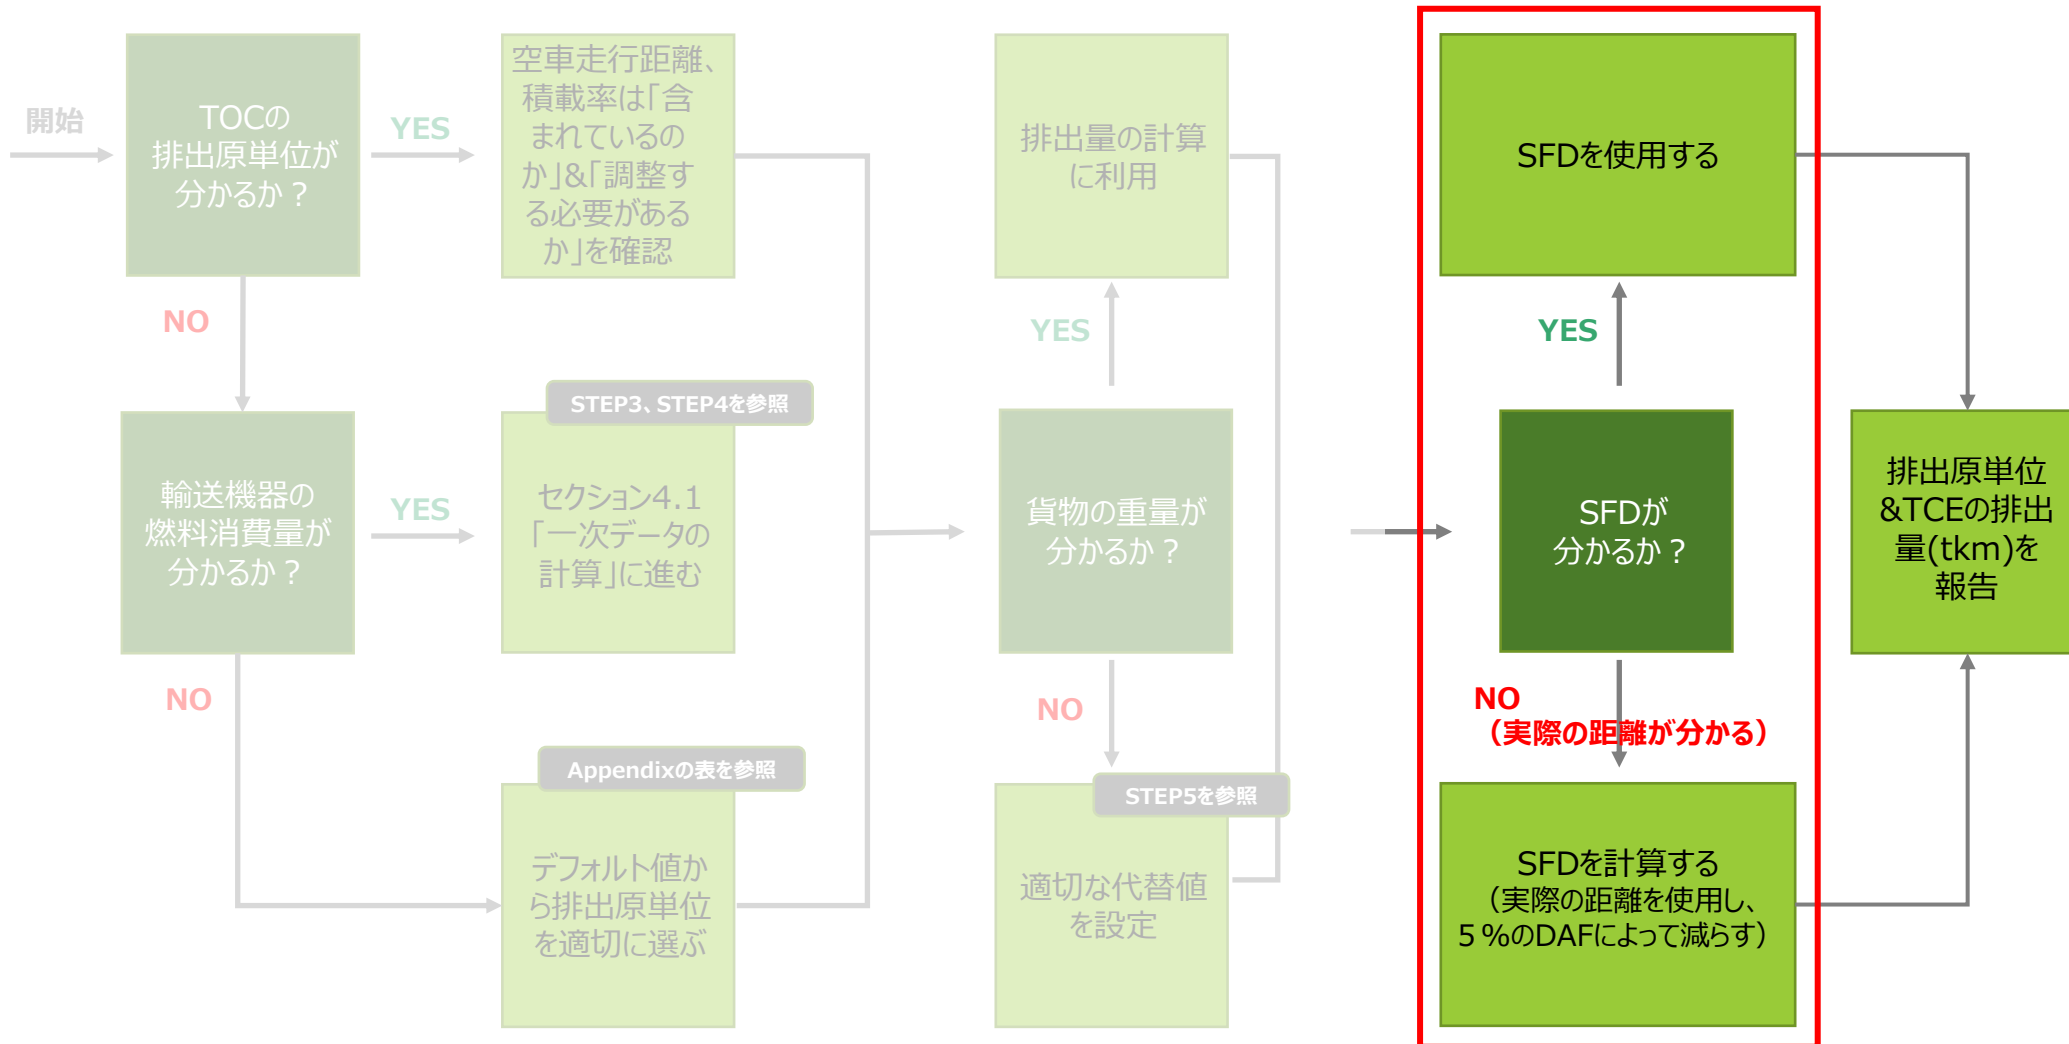 開始
TOCの
排出原単位が
分かるか？
YES
空車走行距離、
積載率は「含
まれているの
か」&「調整す
る必要がある
か」を確認
NO
輸送機器の
燃料消費量が
分かるか？
YES
STEP3、STEP4を参照
セクション4.1
「一次データの
計算」に進む
NO
Appendixの表を参照
デフォルト値か
ら排出原単位
を適切に選ぶ
排出量の計算
に利用
YES
貨物の重量が
分かるか？
NO
STEP5を参照
適切な代替値
を設定
SFDを使用する
YES
SFDが
分かるか？
NO
（実際の距離が分かる）
SFDを計算する
（実際の距離を使用し、
５%のDAFによって減らす）
排出原単位
&TCEの排出
量(tkm)を
報告